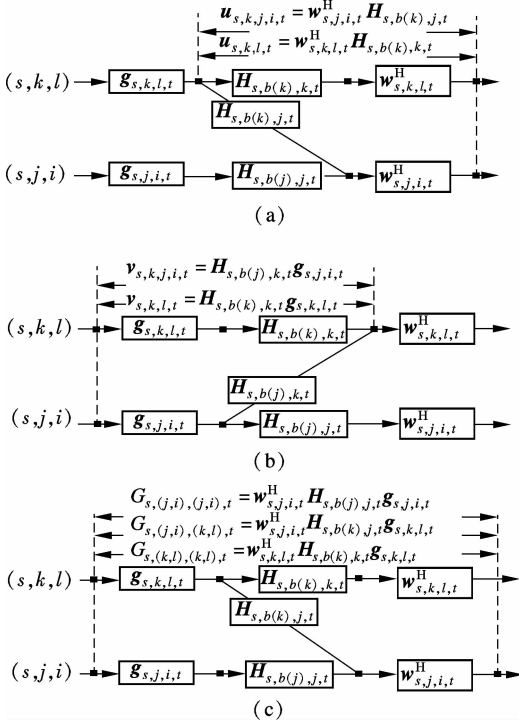 u_{s,k,j,i,t} = w^H_{s,j,i,t} H_{s,b(k),j,t}
u_{s,k,l,t} = w^H_{s,k,l,t} H_{s,b(k),k,t}
(s,k,l) g_{s,k,l,t} H_{s,b(k),k,t} w^H_{s,k,l,t}
H_{s,b(k),j,t}
(s,j,i) g_{s,j,i,t} H_{s,b(j),j,t} w^H_{s,j,i,t}
(a)
v_{s,k,j,i,t} = H_{s,b(j),k,t} g_{s,j,i,t}
v_{s,k,l,t} = H_{s,b(k),k,t} g_{s,k,l,t}
(s,k,l) g_{s,k,l,t} H_{s,b(k),k,t} w^H_{s,k,l,t}
H_{s,b(j),k,t}
(s,j,i) g_{s,j,i,t} H_{s,b(j),j,t} w^H_{s,j,i,t}
(b)
G_{s,(j,i),(j,i),t} = w^H_{s,j,i,t} H_{s,b(j),j,t} g_{s,j,i,t}
G_{s,(j,i),(k,l),t} = w^H_{s,j,i,t} H_{s,b(k),j,t} g_{s,k,l,t}
G_{s,(k,l),(k,l),t} = w^H_{s,k,l,t} H_{s,b(k),k,t} g_{s,k,l,t}
(s,k,l) g_{s,k,l,t} H_{s,b(k),k,t} w^H_{s,k,l,t}
H_{s,b(k),j,t}
(s,j,i) g_{s,j,i,t} H_{s,b(j),j,t} w^H_{s,j,i,t}
(c)